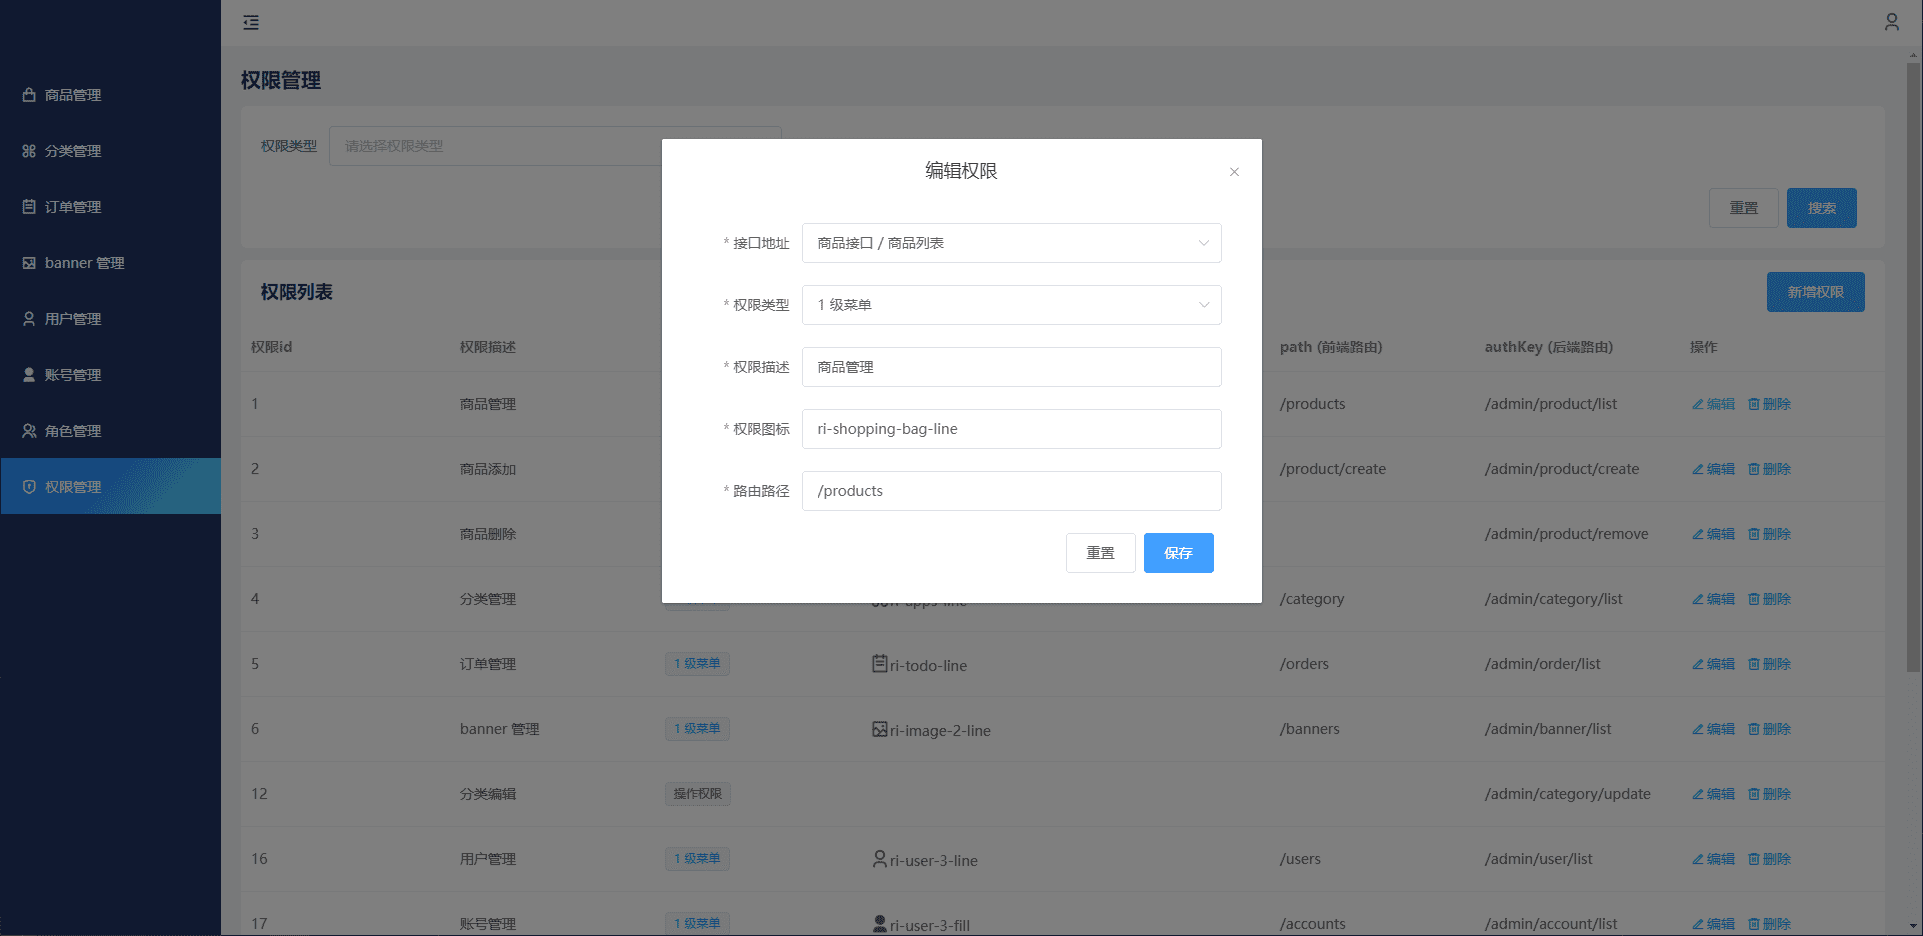 商品管理
分类管理
订单管理
banner 管理
用户管理
账号管理
角色管理
权限管理
权限管理
权限类型 请选择权限类型
重置 搜索
权限列表 新增权限
权限id 权限描述 path (前端路由) authKey (后端路由) 操作
1 商品管理 /products /admin/product/list 编辑 删除
2 商品添加 /product/create /admin/product/create 编辑 删除
3 商品删除 /admin/product/remove 编辑 删除
4 分类管理 /category /admin/category/list 编辑 删除
5 订单管理 1 级菜单 ri-todo-line /orders /admin/order/list 编辑 删除
6 banner 管理 1 级菜单 ri-image-2-line /banners /admin/banner/list 编辑 删除
12 分类编辑 操作权限 /admin/category/update 编辑 删除
16 用户管理 1 级菜单 ri-user-3-line /users /admin/user/list 编辑 删除
17 账号管理 1 级菜单 ri-user-3-fill /accounts /admin/account/list 编辑 删除
编辑权限
* 接口地址 商品接口 / 商品列表
* 权限类型 1 级菜单
* 权限描述 商品管理
* 权限图标 ri-shopping-bag-line
* 路由路径 /products
重置 保存